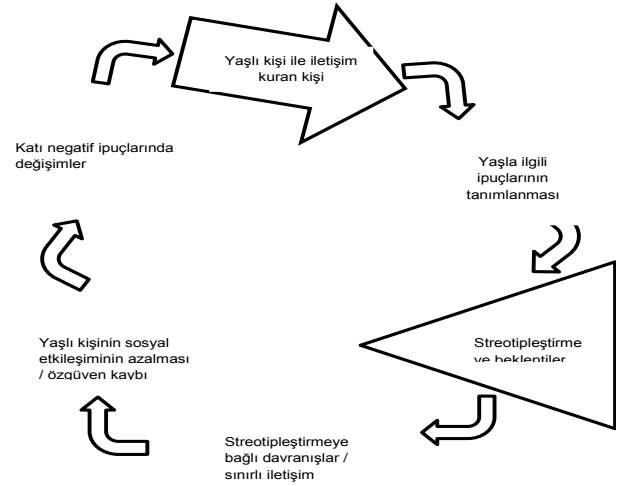 Yaşlı kişi ile iletişim
kuran kişi
Yaşla ilgili
ipuçlarının
tanımlanması
Streotipleştirme
ve beklentiler
Streotipleştirmeye
bağlı davranışlar /
sınırlı iletişim
Yaşlı kişinin sosyal
etkileşiminin azalması
/ özgüven kaybı
Katı negatif ipuçlarında
değişimler